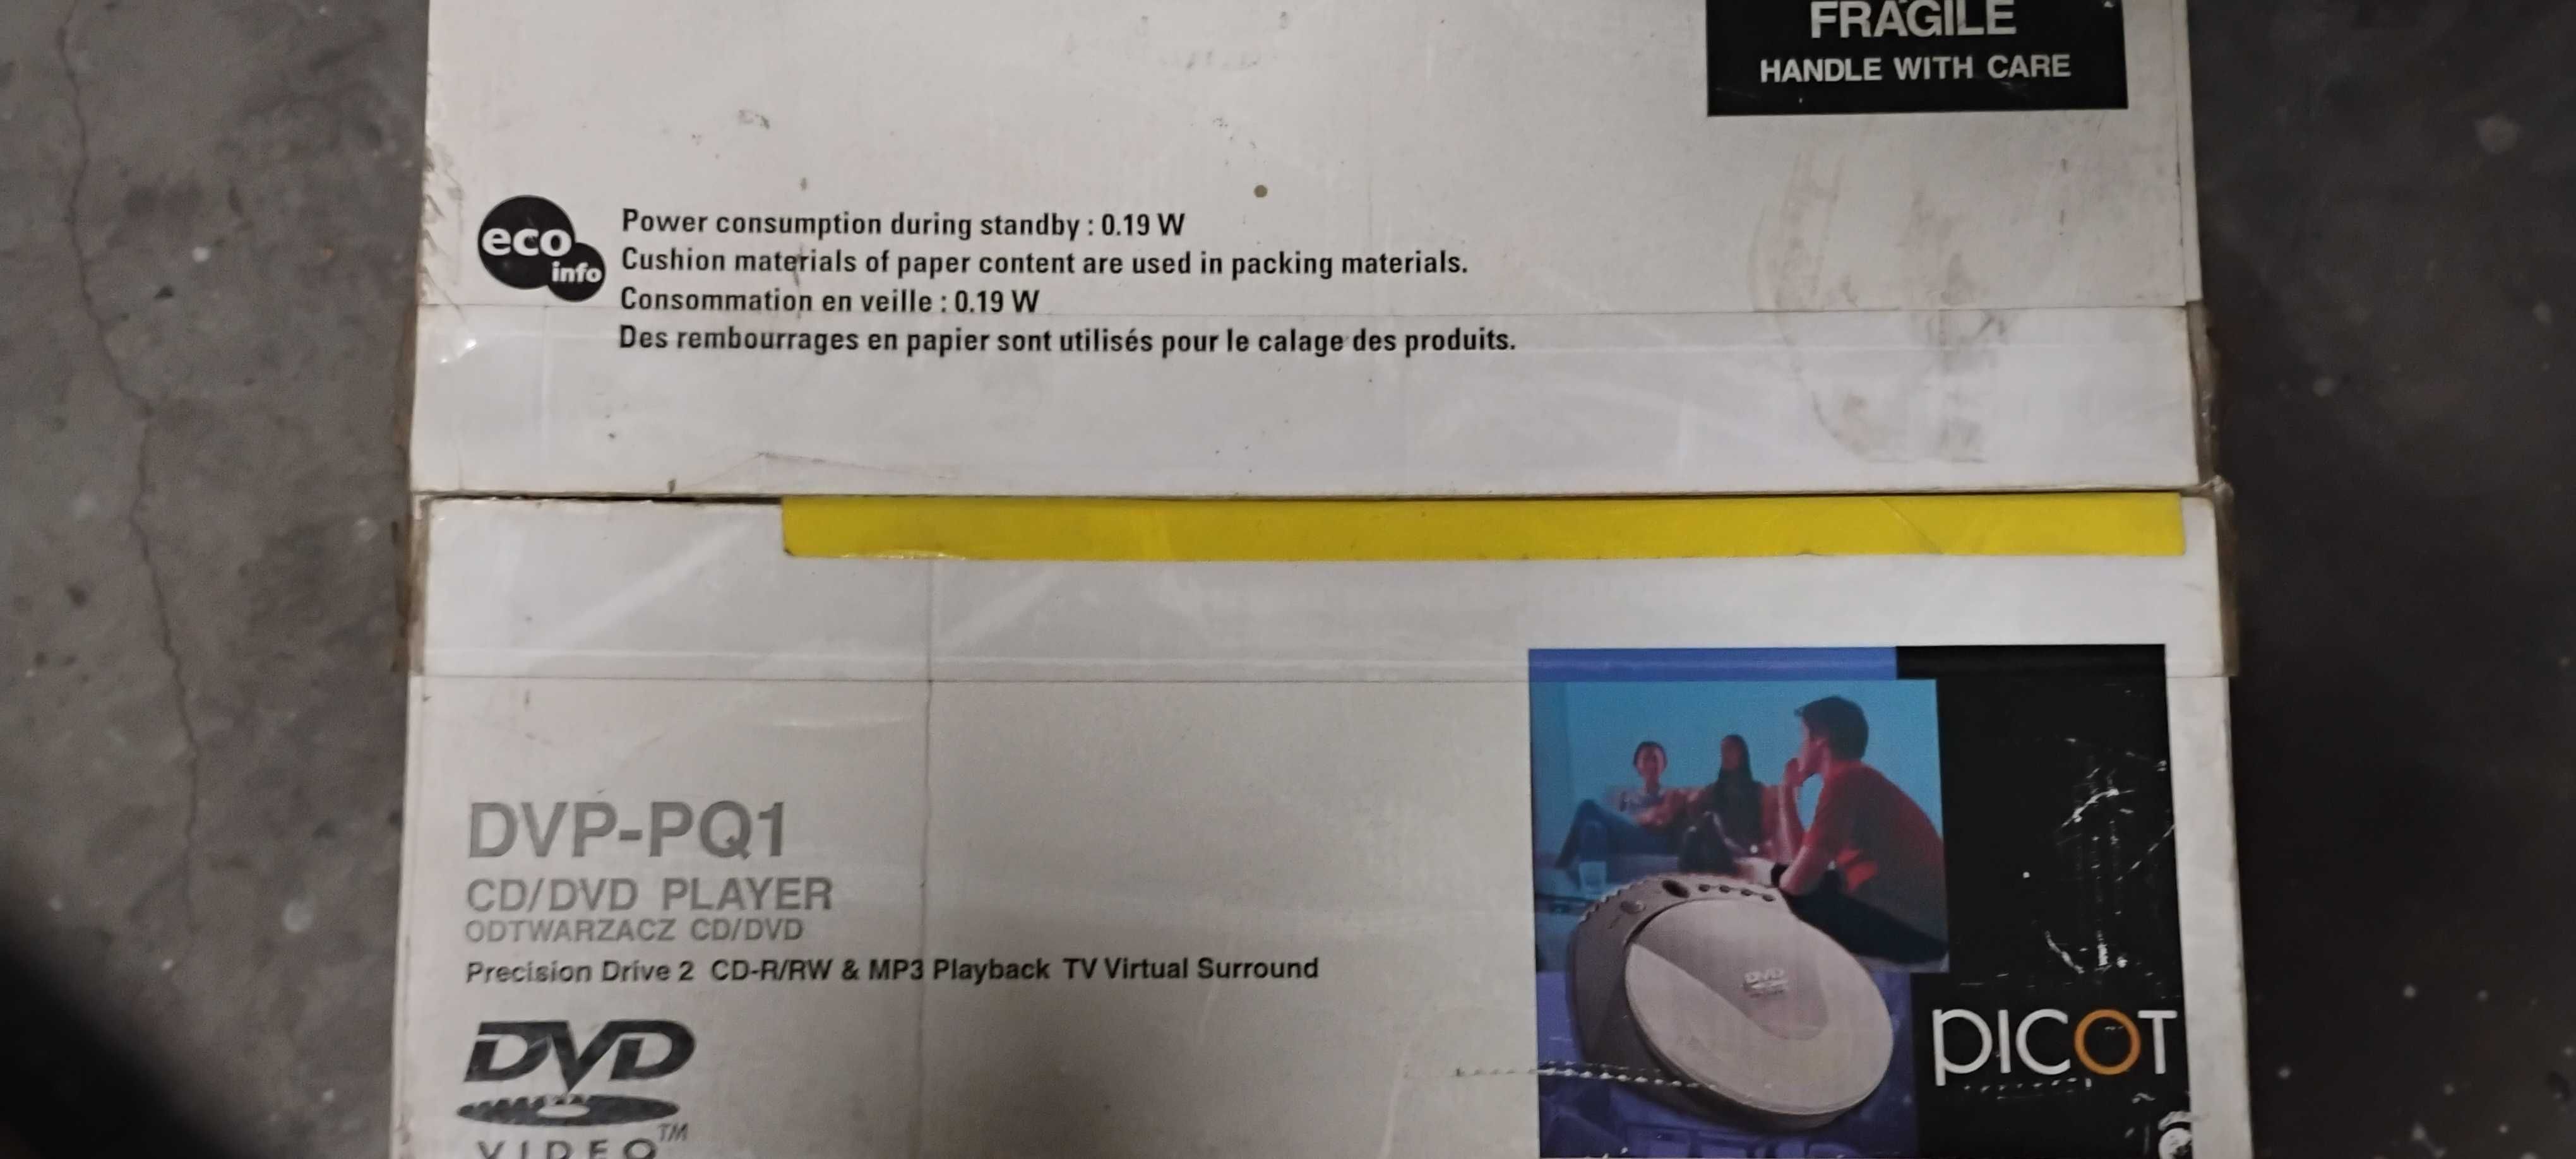 FRAGILE
HANDLE WITH CARE
eco
info
Power consumption during standby : 0.19 W
Cushion materials of paper content are used in packing materials.
Consommation en veille : 0.19 W
Des rembourrages en papier sont utilisés pour le calage des produits.
DVP-PQ1
CD/DVD PLAYER
ODTWARZACZ CD/DVD
Precision Drive 2 CD-R/RW & MP3 Playback TV Virtual Surround
DVD
VIDEO™
DVD
PICOT